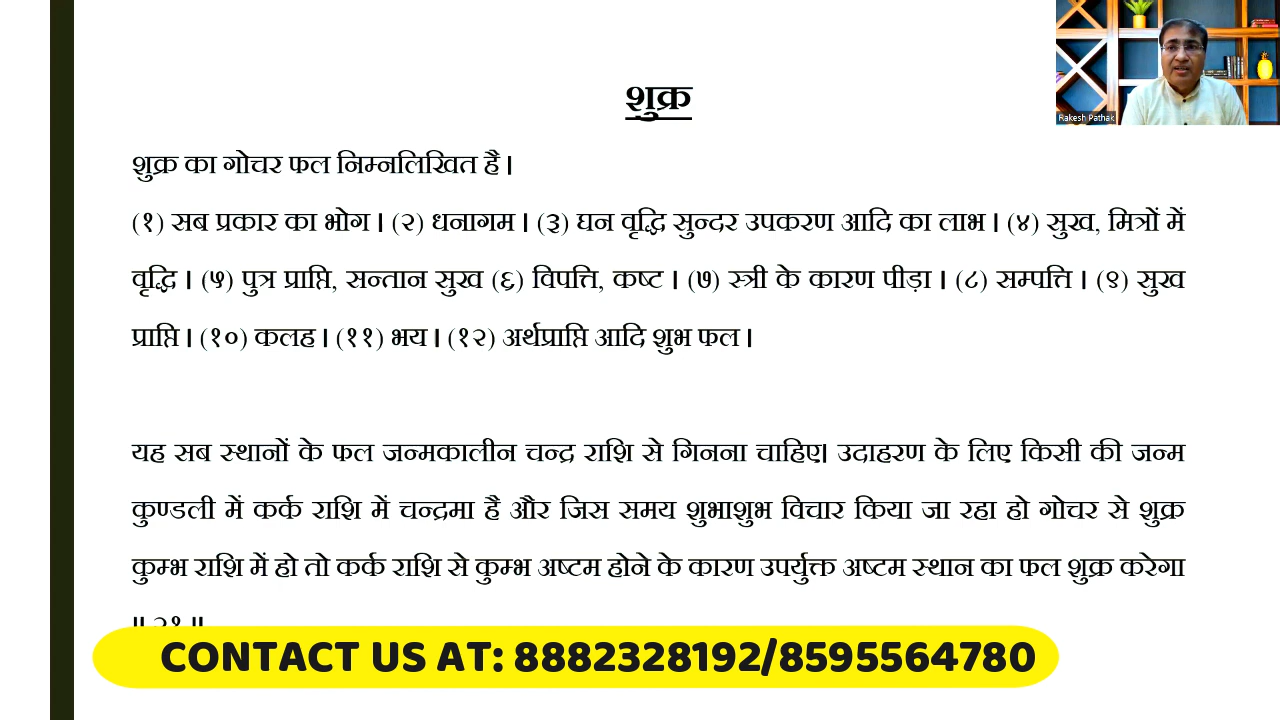 शुक्र
Rakesh Pathak
शुक्र का गोचर फल निम्नलिखित है ।
(१) सब प्रकार का भोग । (२) धनागम । (३) घन वृद्धि सुन्दर उपकरण आदि का लाभ । (४) सुख, मित्रों में
वृद्धि । (५) पुत्र प्राप्ति, सन्तान सुख (६) विपत्ति, कष्ट । (७) स्त्री के कारण पीड़ा । (८) सम्पत्ति । (९) सुख
प्राप्ति । (१०) कलह । (११) भय । (१२) अर्थप्राप्ति आदि शुभ फल ।
यह सब स्थानों के फल जन्मकालीन चन्द्र राशि से गिनना चाहिए। उदाहरण के लिए किसी की जन्म
कुण्डली में कर्क राशि में चन्द्रमा है और जिस समय शुभाशुभ विचार किया जा रहा हो गोचर से शुक्र
कुम्भ राशि में हो तो कर्क राशि से कुम्भ अष्टम होने के कारण उपर्युक्त अष्टम स्थान का फल शुक्र करेगा
॥ २१ ॥
CONTACT US AT: 8882328192/8595564780